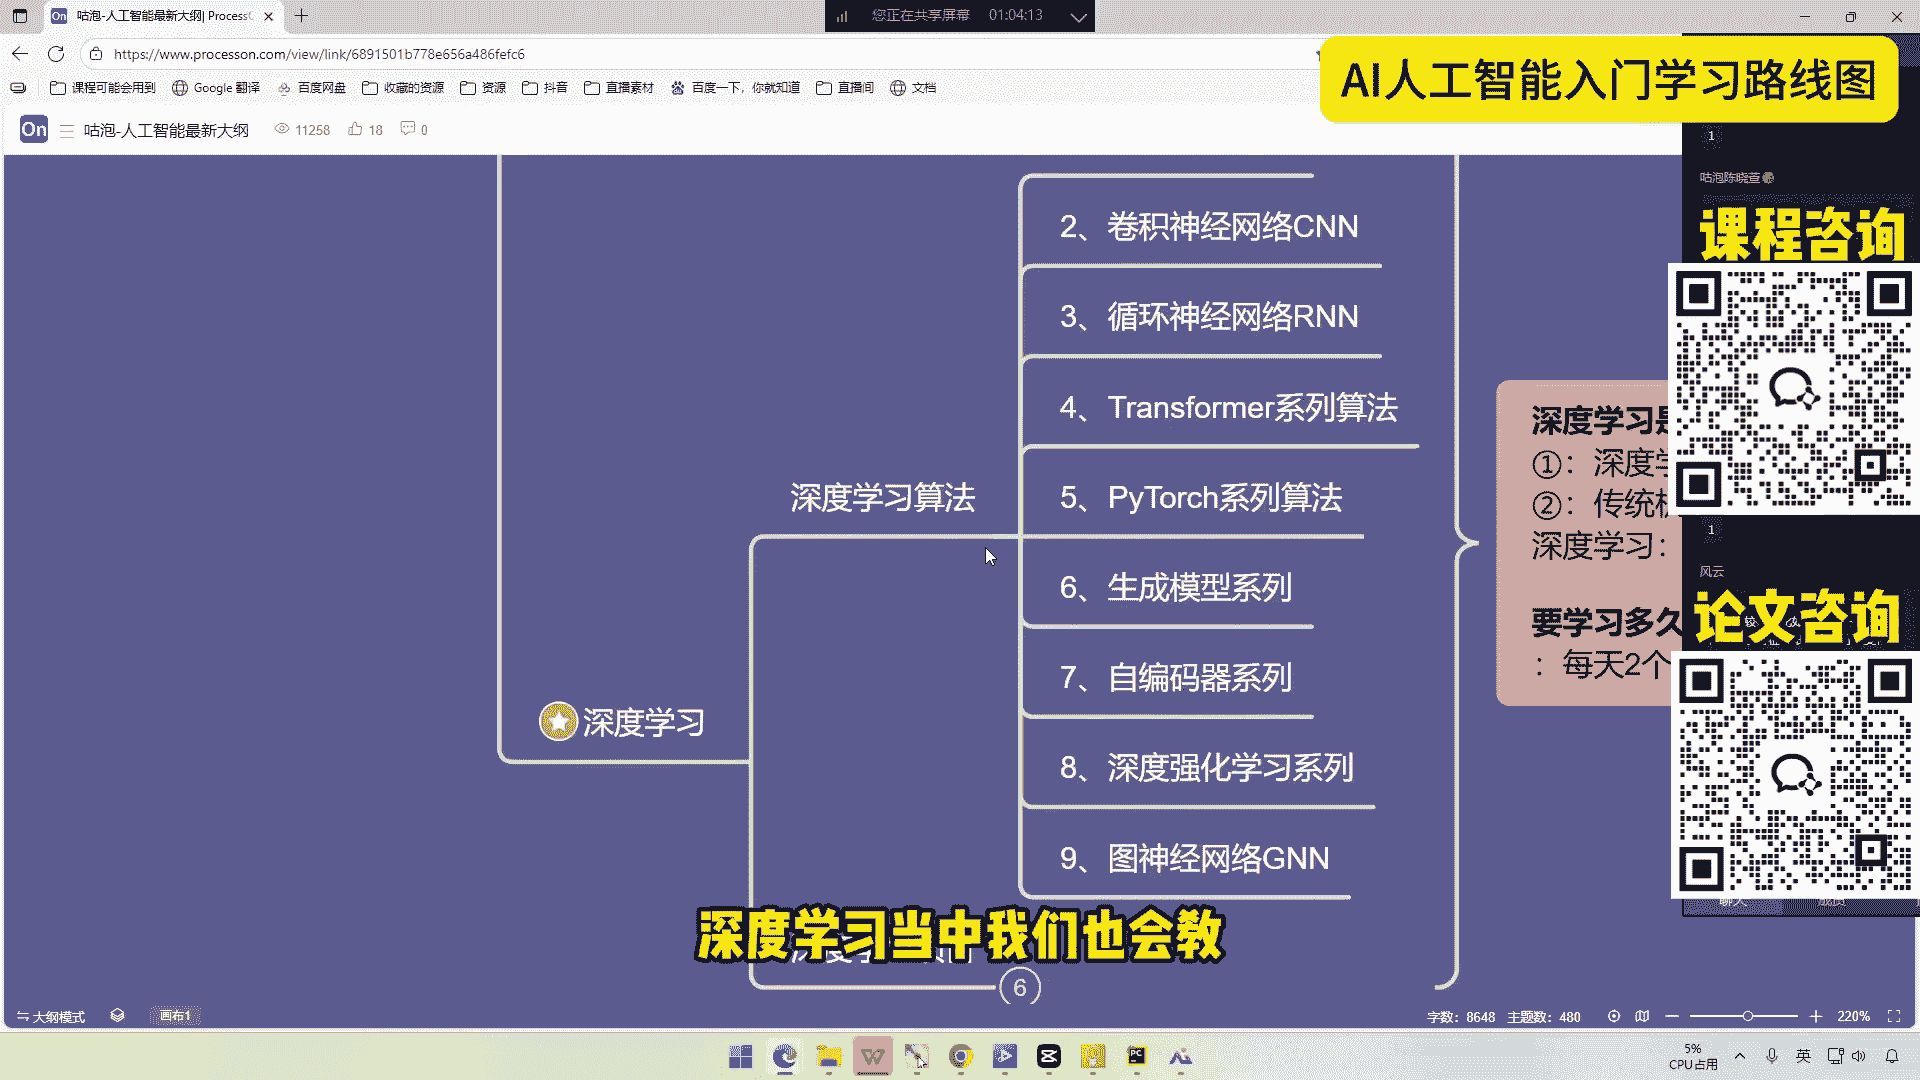 咕泡-人工智能最新大纲| ProcessO
您正在共享屏幕 01:04:13
https://www.processon.com/view/link/6891501b778e656a486fefc6
课程可能会用到 Google 翻译 百度网盘 收藏的资源 资源 抖音 直播素材 百度一下，你就知道 直播间 文档
AI人工智能入门学习路线图
On 咕泡-人工智能最新大纲 11258 18 0
1
咕泡陈晓萱
课程咨询
2、卷积神经网络CNN
3、循环神经网络RNN
4、Transformer系列算法
深度学习算法
5、PyTorch系列算法
6、生成模型系列
7、自编码器系列
8、深度强化学习系列
9、图神经网络GNN
深度学习
6
深度学习是
①：深度学
②：传统机
深度学习：
要学习多久
：每天2个
1
风云
论文咨询
深度学习当中我们也会教
大纲模式 画布1
字数：8648 主题数：480 220%
5%
CPU占用
英